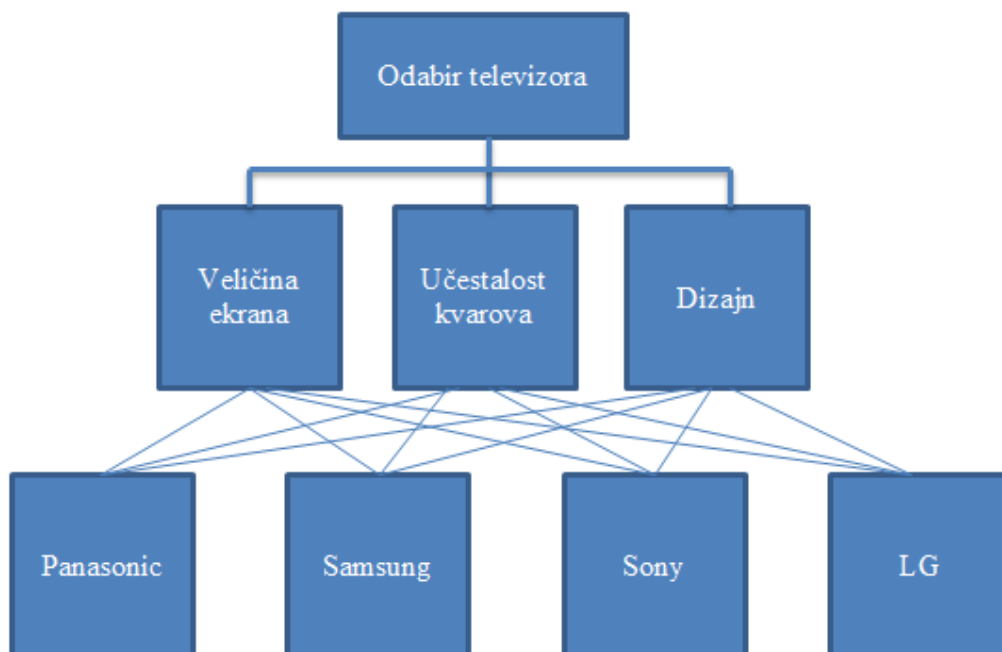 Odabir televizora
Veličina
ekrana
Učestalost
kvarova
Dizajn
Panasonic
Samsung
Sony
LG